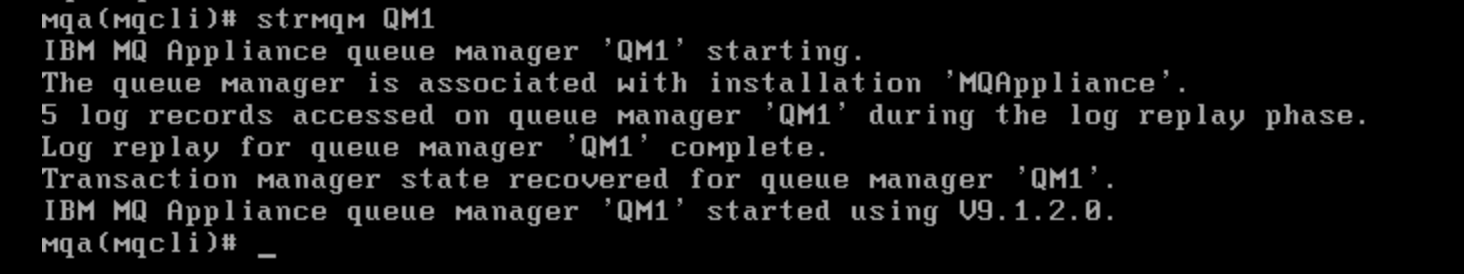 mqa(mqcli)# strmqm QM1
IBM MQ Appliance queue manager 'QM1' starting.
The queue manager is associated with installation 'MQAppliance'.
5 log records accessed on queue manager 'QM1' during the log replay phase.
Log replay for queue manager 'QM1' complete.
Transaction manager state recovered for queue manager 'QM1'.
IBM MQ Appliance queue manager 'QM1' started using V9.1.2.0.
mqa(mqcli)# _